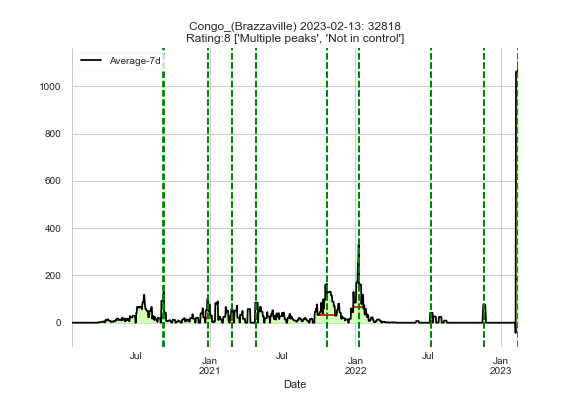 Congo_(Brazzaville) 2023-02-13: 32818
Rating:8 ['Multiple peaks', 'Not in control']
Average-7d
1000
800
600
400
200
0
Jul
Jan
2021
Jul
Jan
2022
Jul
Jan
2023
Date